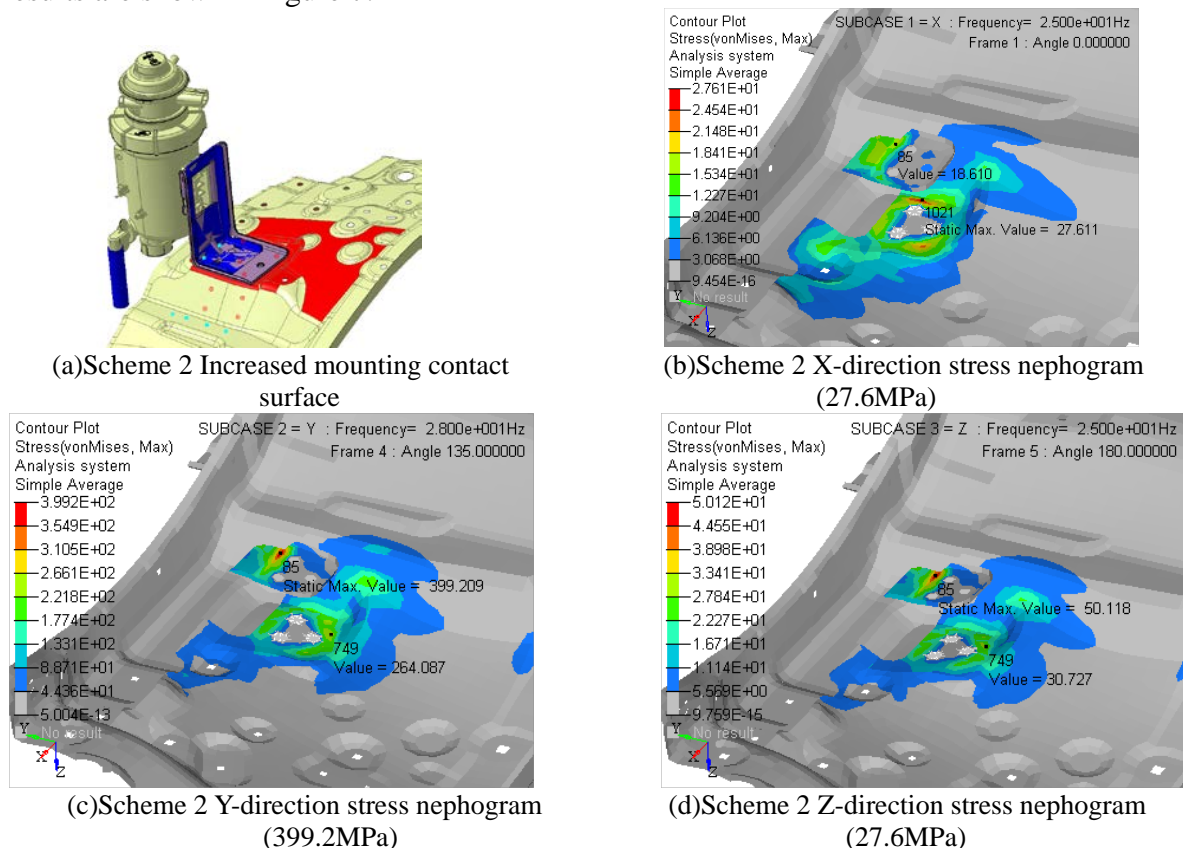 Contour Plot
Stress(vonMises, Max)
Analysis system
Simple Average
SUBCASE 1 = X : Frequency= 2.500e+001Hz
Frame 1 : Angle 0.000000
2.761E+01
2.454E+01
2.148E+01
1.841E+01
1.534E+01
1.227E+01
9.204E+00
6.136E+00
3.068E+00
9.454E-16
No result
85
Value = 18.610
1021
Static Max. Value = 27.611
Y
X
Z
(a)Scheme 2 Increased mounting contact
surface
(b)Scheme 2 X-direction stress nephogram
(27.6MPa)
Contour Plot
Stress(vonMises, Max)
Analysis system
Simple Average
SUBCASE 2 = Y : Frequency= 2.800e+001Hz
Frame 4 : Angle 135.000000
3.992E+02
3.549E+02
3.105E+02
2.661E+02
2.218E+02
1.774E+02
1.331E+02
8.871E+01
4.436E+01
5.004E-13
No result
85
Static Max. Value = 399.209
749
Value = 264.087
Y
X
Z
Contour Plot
Stress(vonMises, Max)
Analysis system
Simple Average
SUBCASE 3 = Z : Frequency= 2.500e+001Hz
Frame 5 : Angle 180.000000
5.012E+01
4.455E+01
3.898E+01
3.341E+01
2.784E+01
2.227E+01
1.671E+01
1.114E+01
5.569E+00
9.759E-15
No result
85
Static Max. Value = 50.118
749
Value = 30.727
Y
X
Z
(c)Scheme 2 Y-direction stress nephogram
(399.2MPa)
(d)Scheme 2 Z-direction stress nephogram
(27.6MPa)